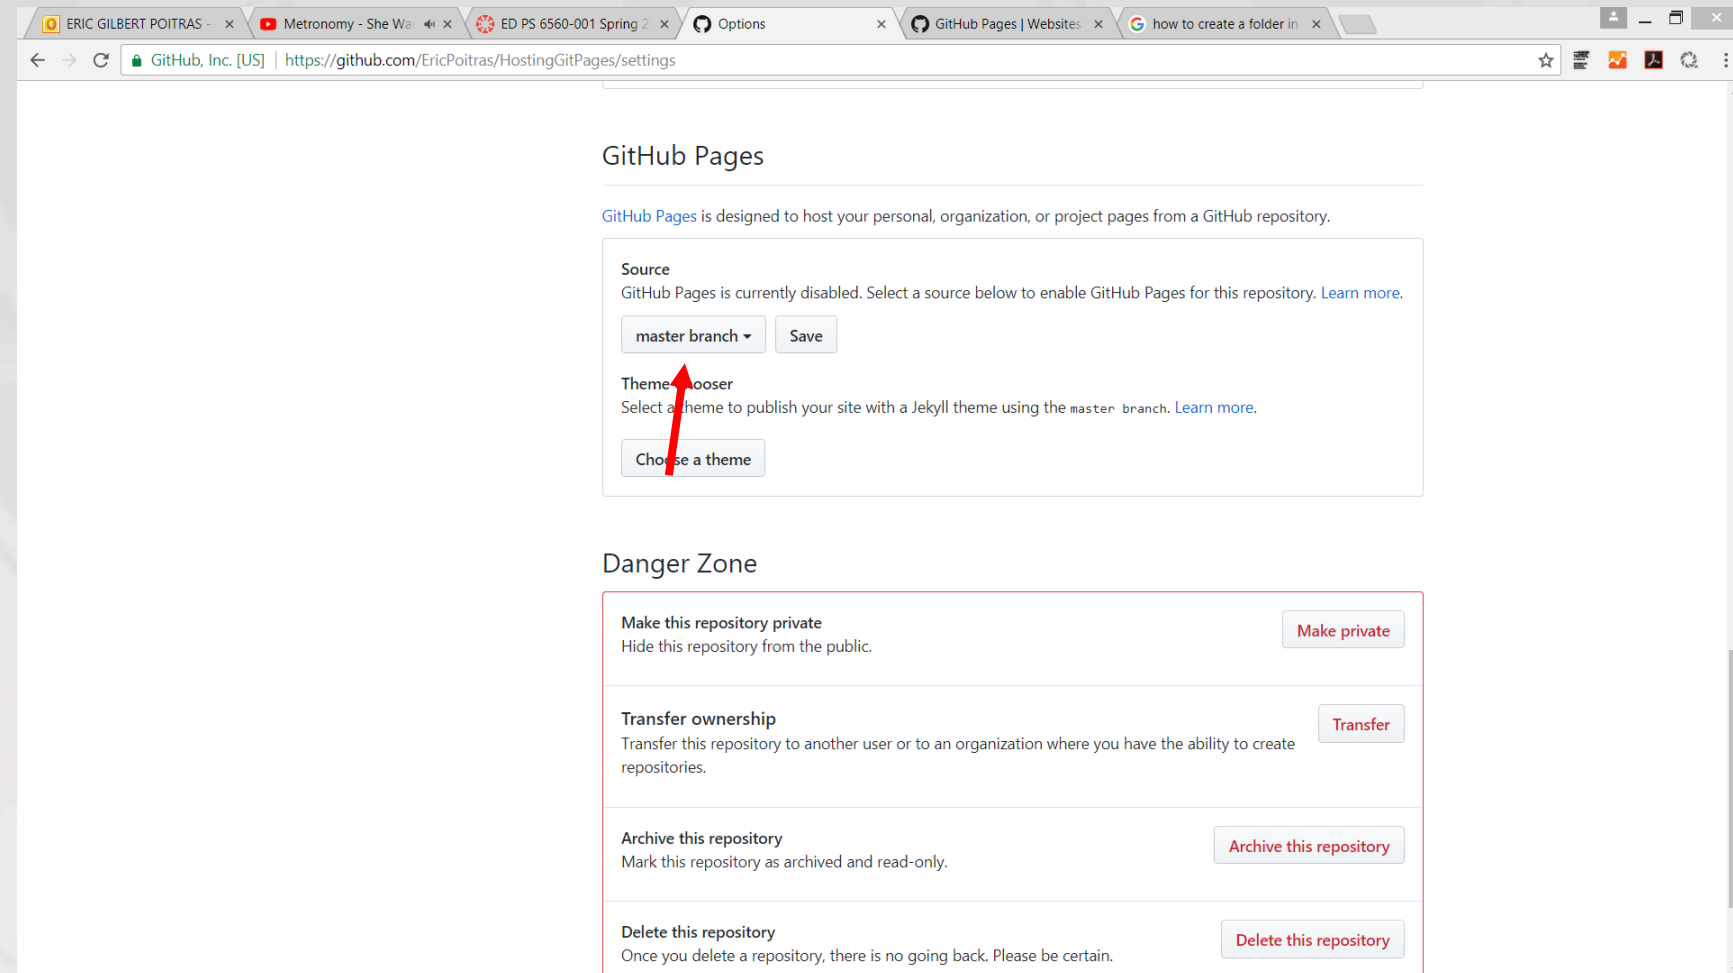 ERIC GILBERT POITRAS -
Metronomy - She Wa
ED PS 6560-001 Spring 2
Options
GitHub Pages | Websites
how to create a folder in
GitHub, Inc. [US]
https://github.com/EricPoitras/HostingGitPages/settings
GitHub Pages
GitHub Pages is designed to host your personal, organization, or project pages from a GitHub repository.
Source
GitHub Pages is currently disabled. Select a source below to enable GitHub Pages for this repository. Learn more.
master branch
Save
Theme chooser
Select a theme to publish your site with a Jekyll theme using the master branch. Learn more.
Choose a theme
Danger Zone
Make this repository private
Hide this repository from the public.
Make private
Transfer ownership
Transfer this repository to another user or to an organization where you have the ability to create
repositories.
Transfer
Archive this repository
Mark this repository as archived and read-only.
Archive this repository
Delete this repository
Once you delete a repository, there is no going back. Please be certain.
Delete this repository